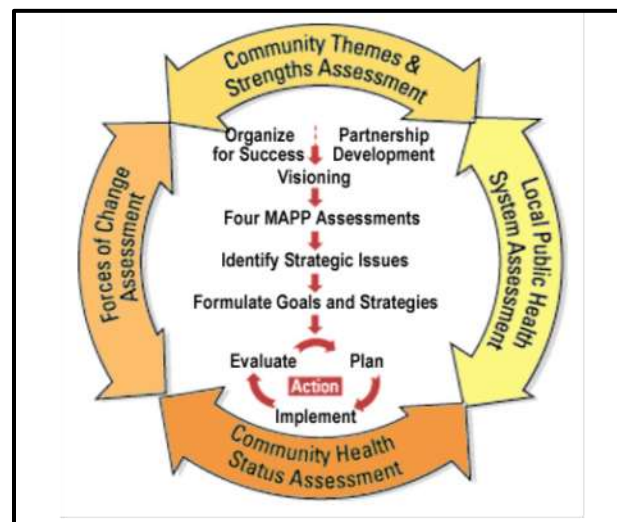 Community Themes &
Strengths Assessment
Organize
for Success
Partnership
Development
Visioning
Four MAPP Assessments
Identify Strategic Issues
Formulate Goals and Strategies
Evaluate
Plan
Action
Implement
Forces of Change
Assessment
Local Public Health
System Assessment
Community Health
Status Assessment